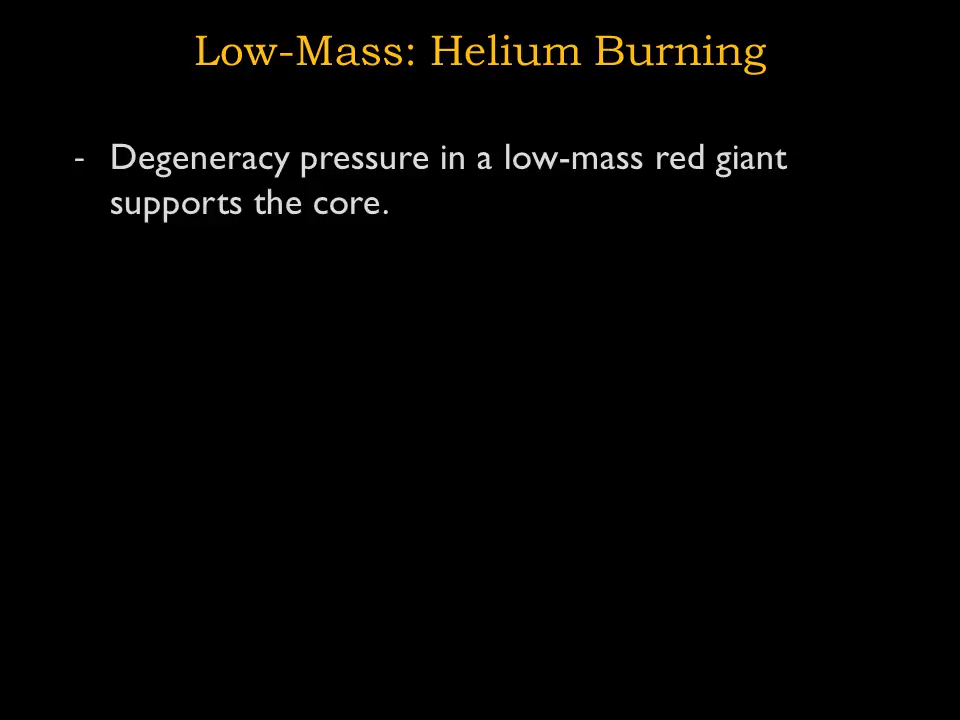 Low-Mass: Helium Burning
- Degeneracy pressure in a low-mass red giant
supports the core.